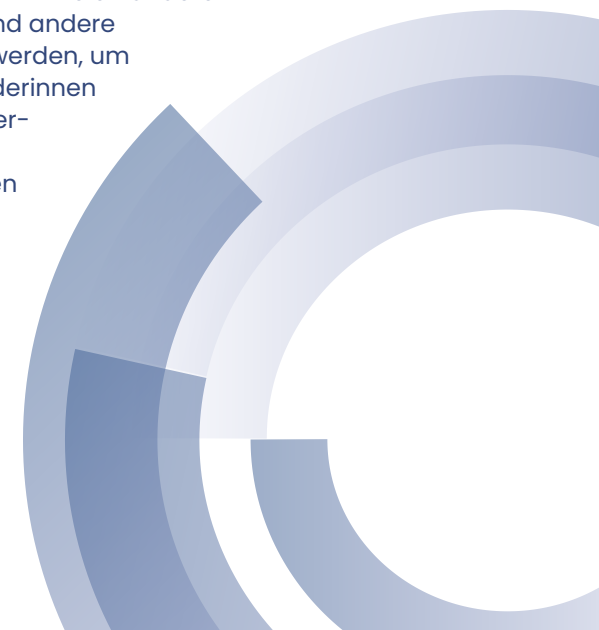 nd andere
werden, um
derinnen
er-
en